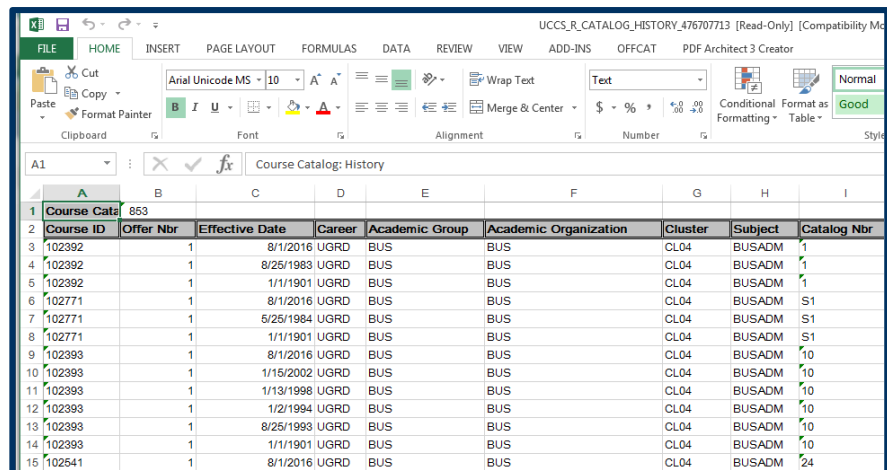 UCCS_R_CATALOG_HISTORY_476707713 [Read-Only] [Compatibility Mo
FILE HOME INSERT PAGE LAYOUT FORMULAS DATA REVIEW VIEW ADD-INS OFFCAT PDF Architect 3 Creator
Cut
Copy
Format Painter
Paste
Arial Unicode MS 10 A A
B I U A
Wrap Text
Merge & Center
Text
$ % ,
Conditional Formatting
Format as Table
Normal
Good
Clipboard Font Alignment Number Style
A1 fx Course Catalog: History
A B C D E F G H I
1 Course Cata 853
2 Course ID Offer Nbr Effective Date Career Academic Group Academic Organization Cluster Subject Catalog Nbr
3 102392 1 8/1/2016 UGRD BUS BUS CL04 BUSADM 1
4 102392 1 8/25/1983 UGRD BUS BUS CL04 BUSADM 1
5 102392 1 1/1/1901 UGRD BUS BUS CL04 BUSADM 1
6 102771 1 8/1/2016 UGRD BUS BUS CL04 BUSADM S1
7 102771 1 5/25/1984 UGRD BUS BUS CL04 BUSADM S1
8 102771 1 1/1/1901 UGRD BUS BUS CL04 BUSADM S1
9 102393 1 8/1/2016 UGRD BUS BUS CL04 BUSADM 10
10 102393 1 1/15/2002 UGRD BUS BUS CL04 BUSADM 10
11 102393 1 1/13/1998 UGRD BUS BUS CL04 BUSADM 10
12 102393 1 1/2/1994 UGRD BUS BUS CL04 BUSADM 10
13 102393 1 8/25/1993 UGRD BUS BUS CL04 BUSADM 10
14 102393 1 1/1/1901 UGRD BUS BUS CL04 BUSADM 10
15 102541 1 8/1/2016 UGRD BUS BUS CL04 BUSADM 24